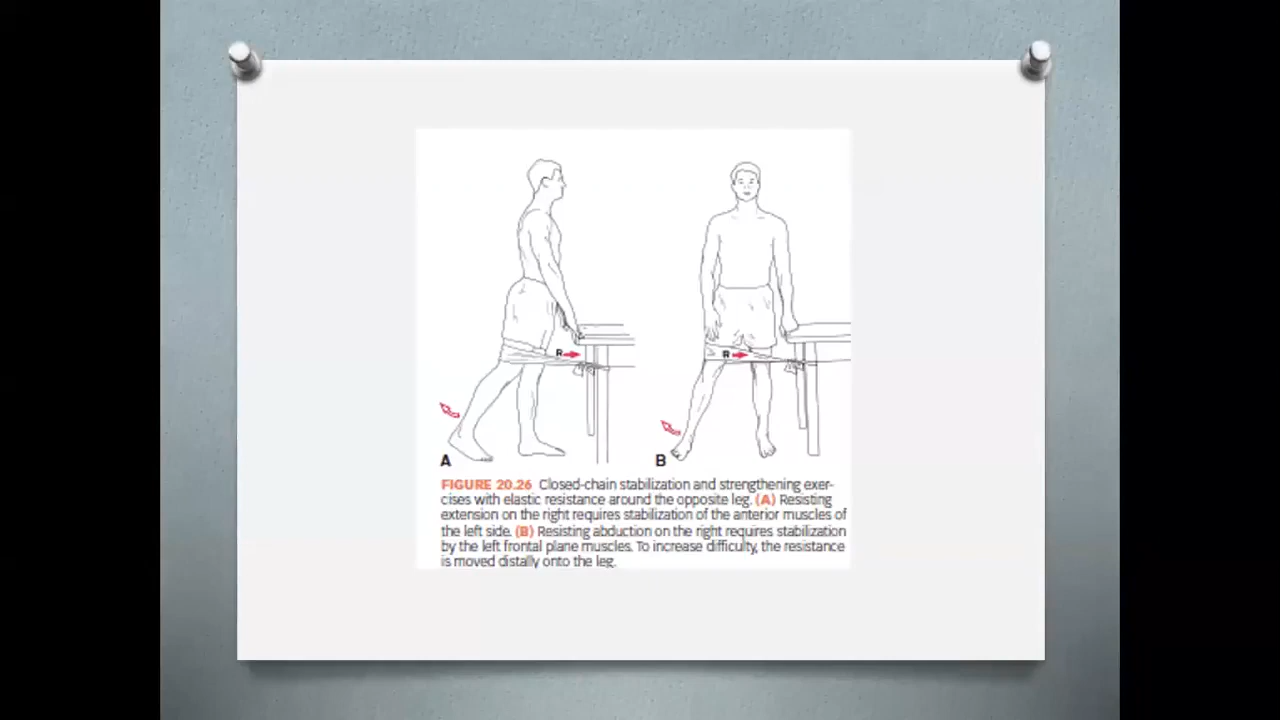 R
R
A
B
FIGURE 20.26 Closed-chain stabilization and strengthening exer-
cises with elastic resistance around the opposite leg. (A) Resisting
extension on the right requires stabilization of the anterior muscles of
the left side. (B) Resisting abduction on the right requires stabilization
by the left frontal plane muscles. To increase difficulty, the resistance
is moved distally onto the leg.